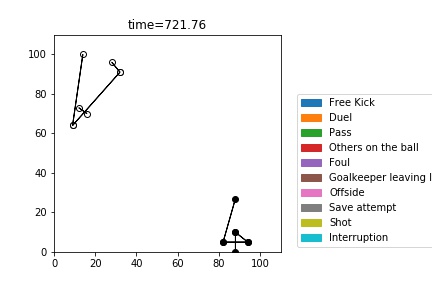 time=721.76
100
80
60
40
20
0
0 20 40 60 80 100
Free Kick
Duel
Pass
Others on the ball
Foul
Goalkeeper leaving l
Offside
Save attempt
Shot
Interruption